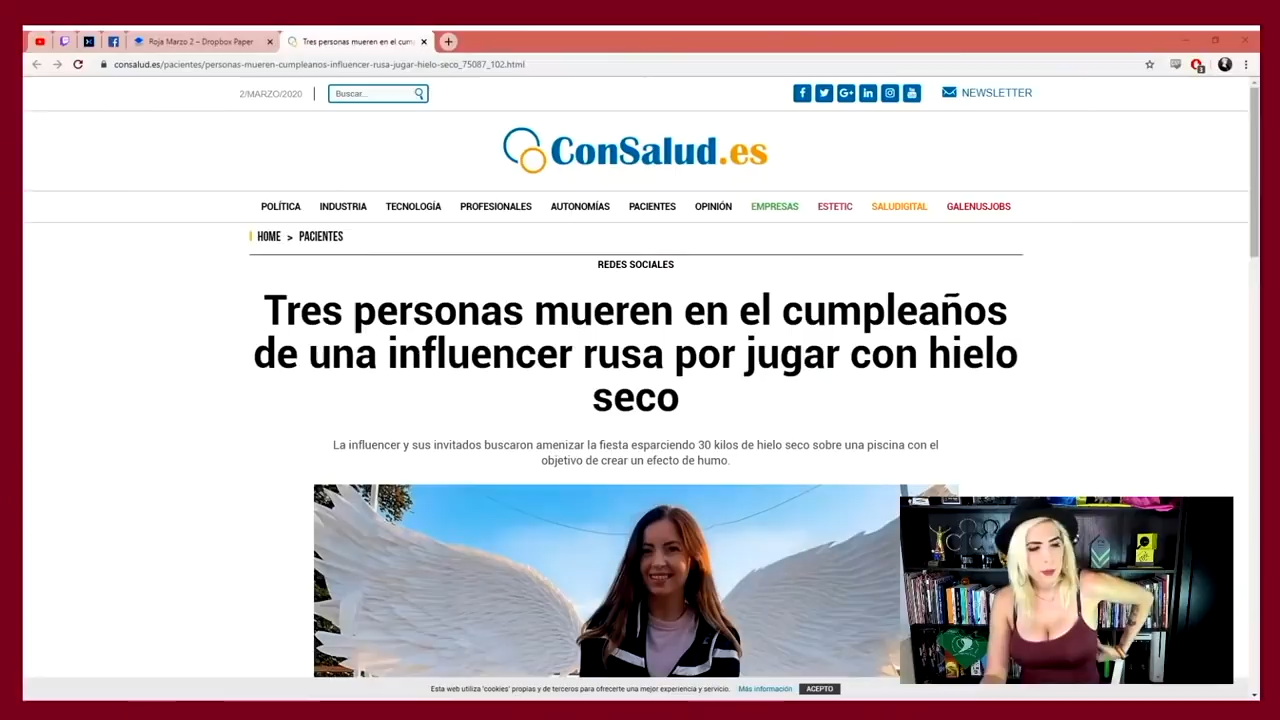 Roja Marzo 2 – Dropbox Paper
Tres personas mueren en el cum
consalud.es/pacientes/personas-mueren-cumpleanos-influencer-rusa-jugar-hielo-seco_75087_102.html
2/MARZO/2020
Buscar...
NEWSLETTER
ConSalud.es
POLÍTICA INDUSTRIA TECNOLOGÍA PROFESIONALES AUTONOMÍAS PACIENTES OPINIÓN EMPRESAS ESTETIC SALUDIGITAL GALENUSJOBS
HOME > PACIENTES
REDES SOCIALES
Tres personas mueren en el cumpleaños
de una influencer rusa por jugar con hielo
seco
La influencer y sus invitados buscaron amenizar la fiesta esparciendo 30 kilos de hielo seco sobre una piscina con el
objetivo de crear un efecto de humo.
Esta web utiliza 'cookies' propias y de terceros para ofrecerte una mejor experiencia y servicio. Más información ACEPTO